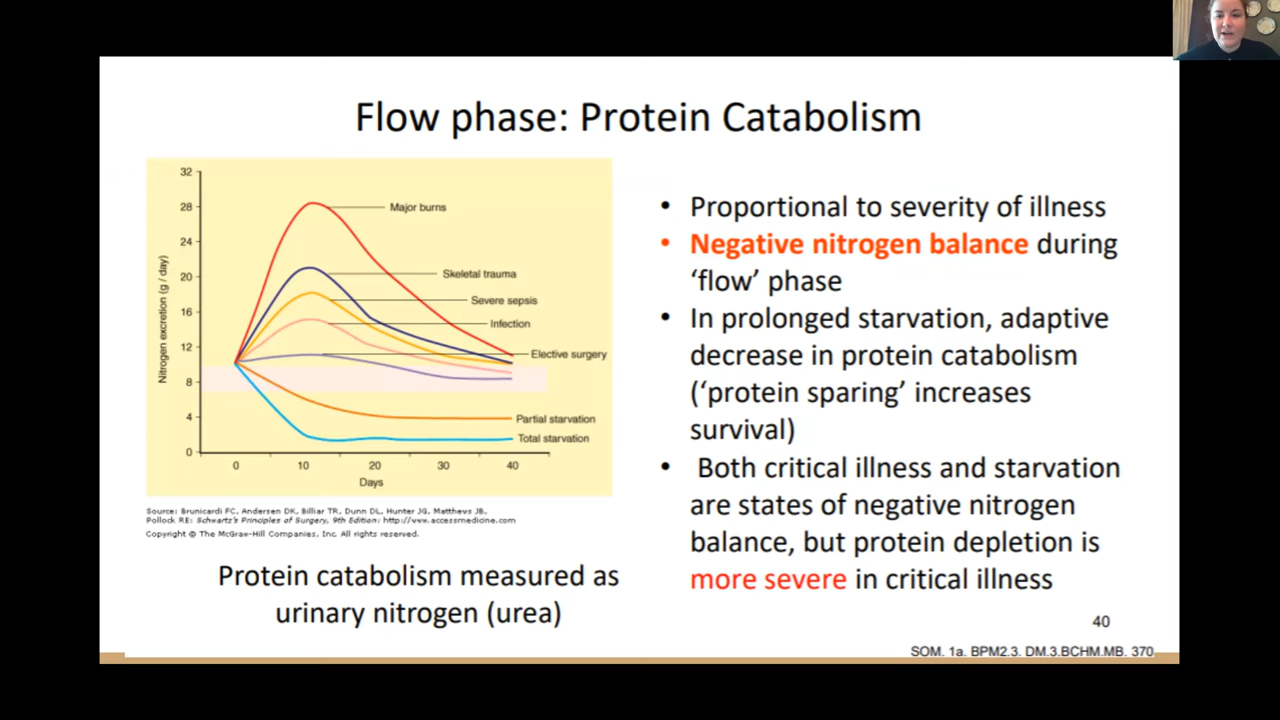 Flow phase: Protein Catabolism
32
28
24
20
16
12
8
4
0
Nitrogen excretion (g / day)
Major burns
Skeletal trauma
Severe sepsis
Infection
Elective surgery
Partial starvation
Total starvation
0 10 20 30 40
Days
Source: Brunicardi FC, Andersen DK, Billiar TR, Dunn DL, Hunter JG, Matthews JB,
Pollock RE: Schwartz's Principles of Surgery, 9th Edition: http://www.accessmedicine.com
Copyright © The McGraw-Hill Companies, Inc. All rights reserved.
Protein catabolism measured as
urinary nitrogen (urea)
• Proportional to severity of illness
• Negative nitrogen balance during
‘flow’ phase
• In prolonged starvation, adaptive
decrease in protein catabolism
(‘protein sparing’ increases
survival)
• Both critical illness and starvation
are states of negative nitrogen
balance, but protein depletion is
more severe in critical illness
40
SOM. 1a. BPM2.3. DM.3.BCHM.MB. 370